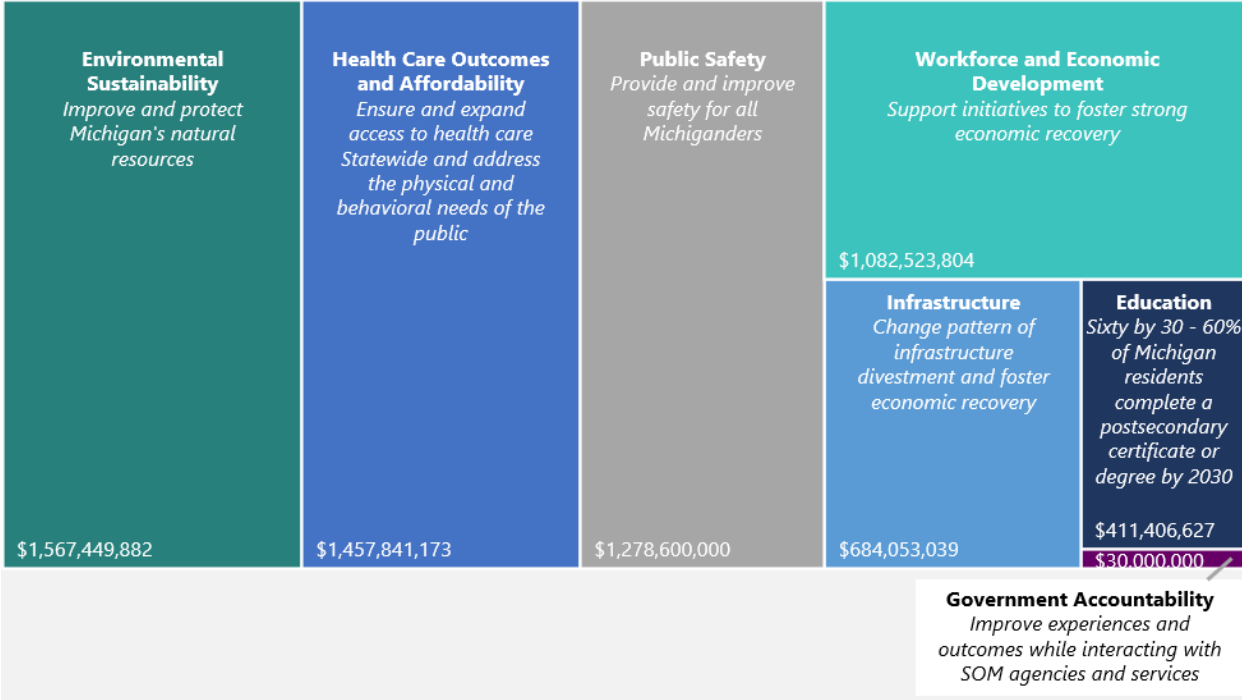 Environmental
Sustainability
Improve and protect
Michigan's natural
resources
$1,567,449,882
Health Care Outcomes
and Affordability
Ensure and expand
access to health care
Statewide and address
the physical and
behavioral needs of the
public
$1,457,841,173
Public Safety
Provide and improve
safety for all
Michiganders
$1,278,600,000
Workforce and Economic
Development
Support initiatives to foster strong
economic recovery
$1,082,523,804
Infrastructure
Change pattern of
infrastructure
divestment and foster
economic recovery
$684,053,039
Education
Sixty by 30 - 60%
of Michigan
residents
complete a
postsecondary
certificate or
degree by 2030
$411,406,627
$30,000,000
Government Accountability
Improve experiences and
outcomes while interacting with
SOM agencies and services